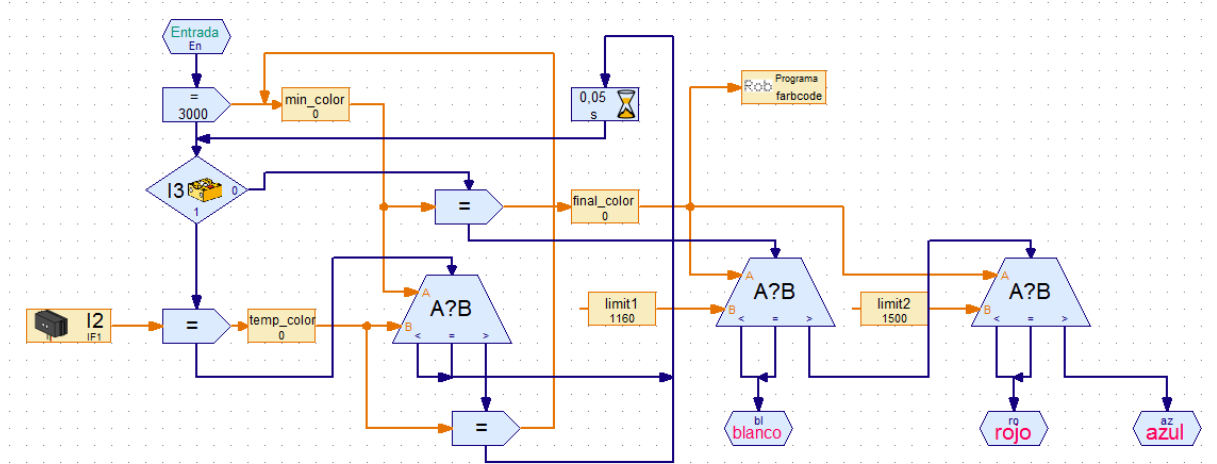 Entrada
En
=
3000
min_color
0
0,05
s
Rob
Programa
farbcode
I3
0
1
=
final_color
0
I2
IF1
=
temp_color
0
A
B
A?B
< = >
limit1
1160
A
B
A?B
< = >
limit2
1500
A
B
A?B
< = >
=
bl
blanco
ro
rojo
az
azul